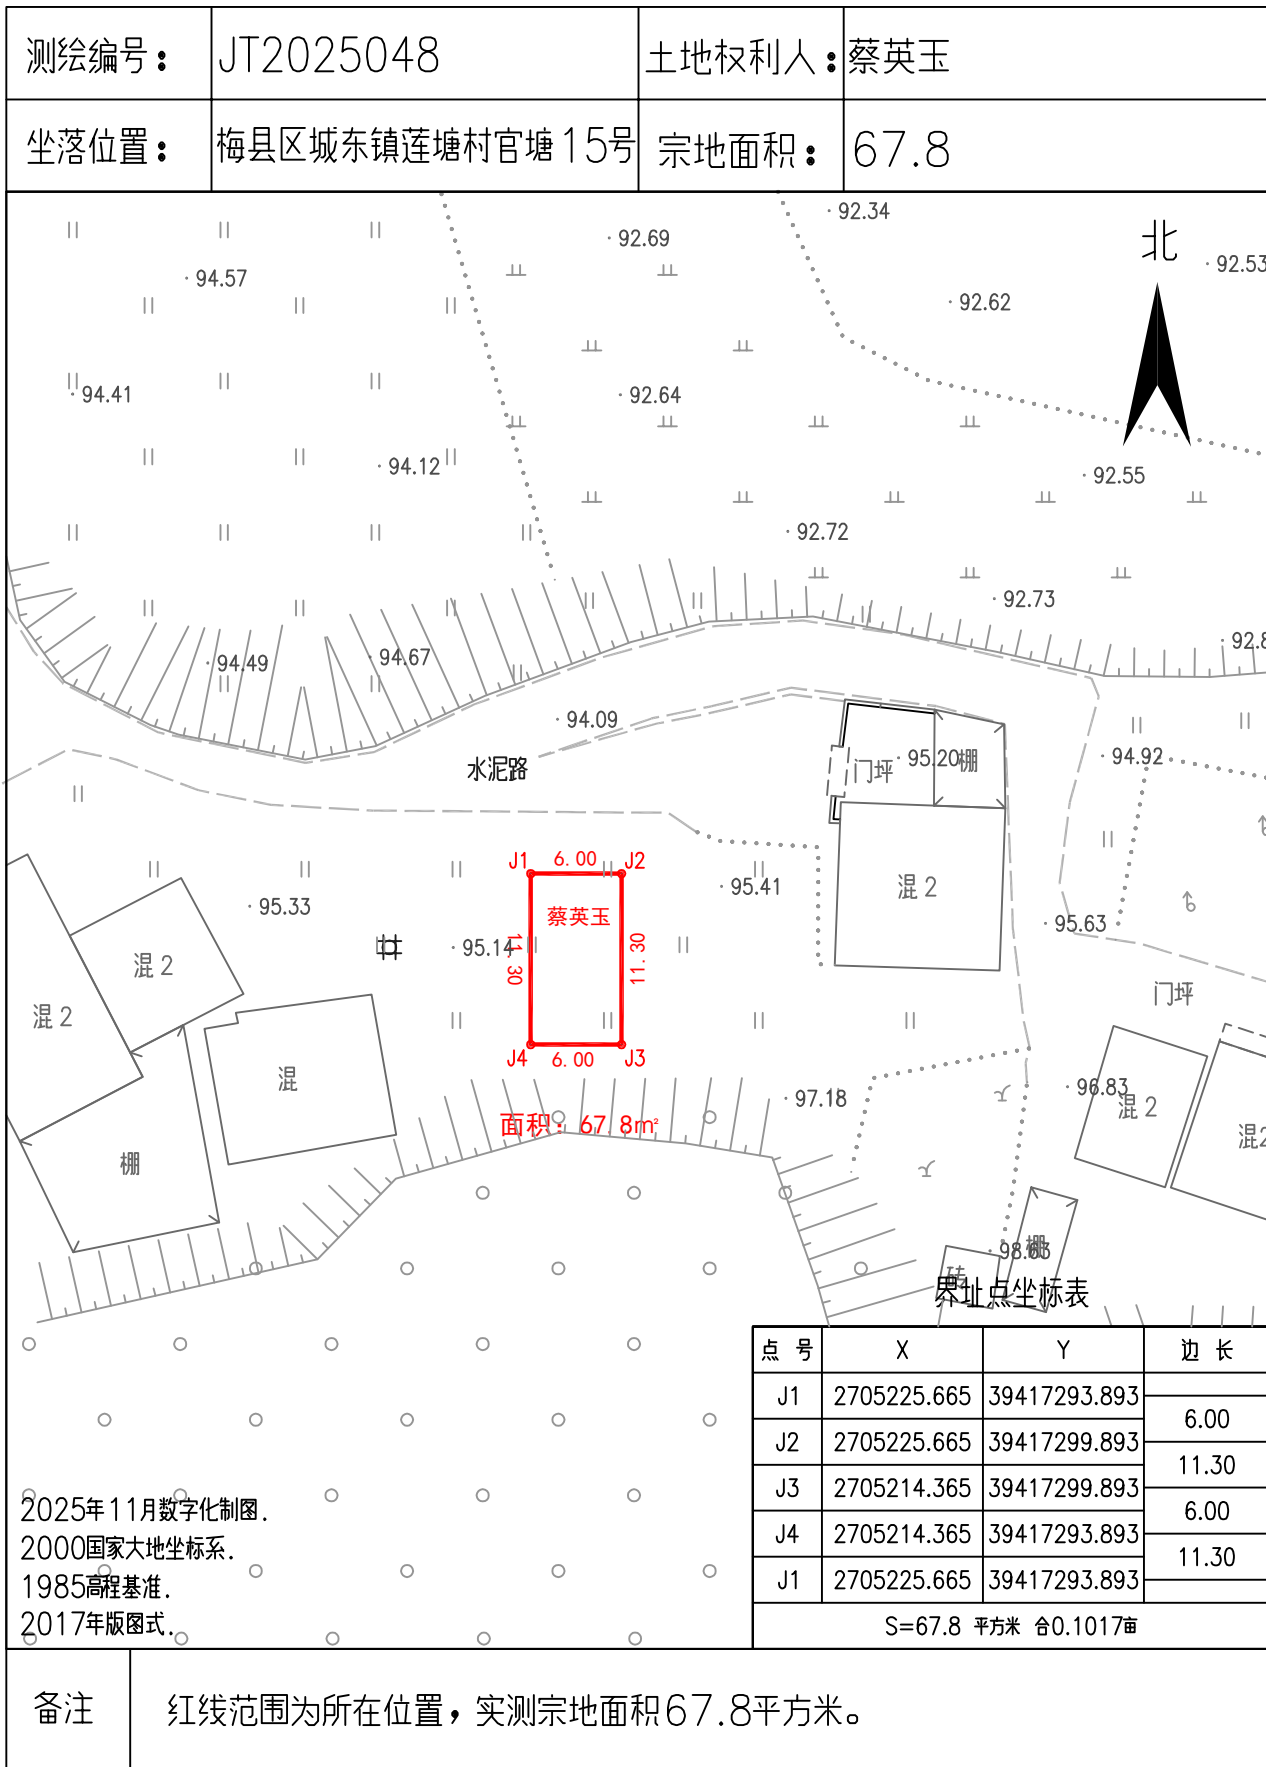 测绘编号： JT2025048 土地权利人：蔡英玉
坐落位置： 梅县区城东镇莲塘村官塘15号 宗地面积： 67.8
92.34
92.69
北
92.53
94.57
92.62
94.41
92.64
94.12
92.55
92.72
92.73
94.49
94.67
92.8
94.09
水泥路
门坪 95.20 棚
94.92
J1 6.00 J2
混2
95.33
95.41
蔡英玉
95.63
95.14
11.30
11.30
混2
混2
门坪
J4 6.00 J3
混
97.18
96.83
混2
面积：67.8㎡
混2
棚
棚
98.63
砖
界址点坐标表
点号 X Y 边长
J1 2705225.665 39417293.893
6.00
J2 2705225.665 39417299.893
11.30
J3 2705214.365 39417299.893
6.00
J4 2705214.365 39417293.893
11.30
J1 2705225.665 39417293.893
S=67.8 平方米 合0.1017亩
2025年11月数字化制图.
2000国家大地坐标系.
1985高程基准.
2017年版图式.
备注 红线范围为所在位置，实测宗地面积67.8平方米。